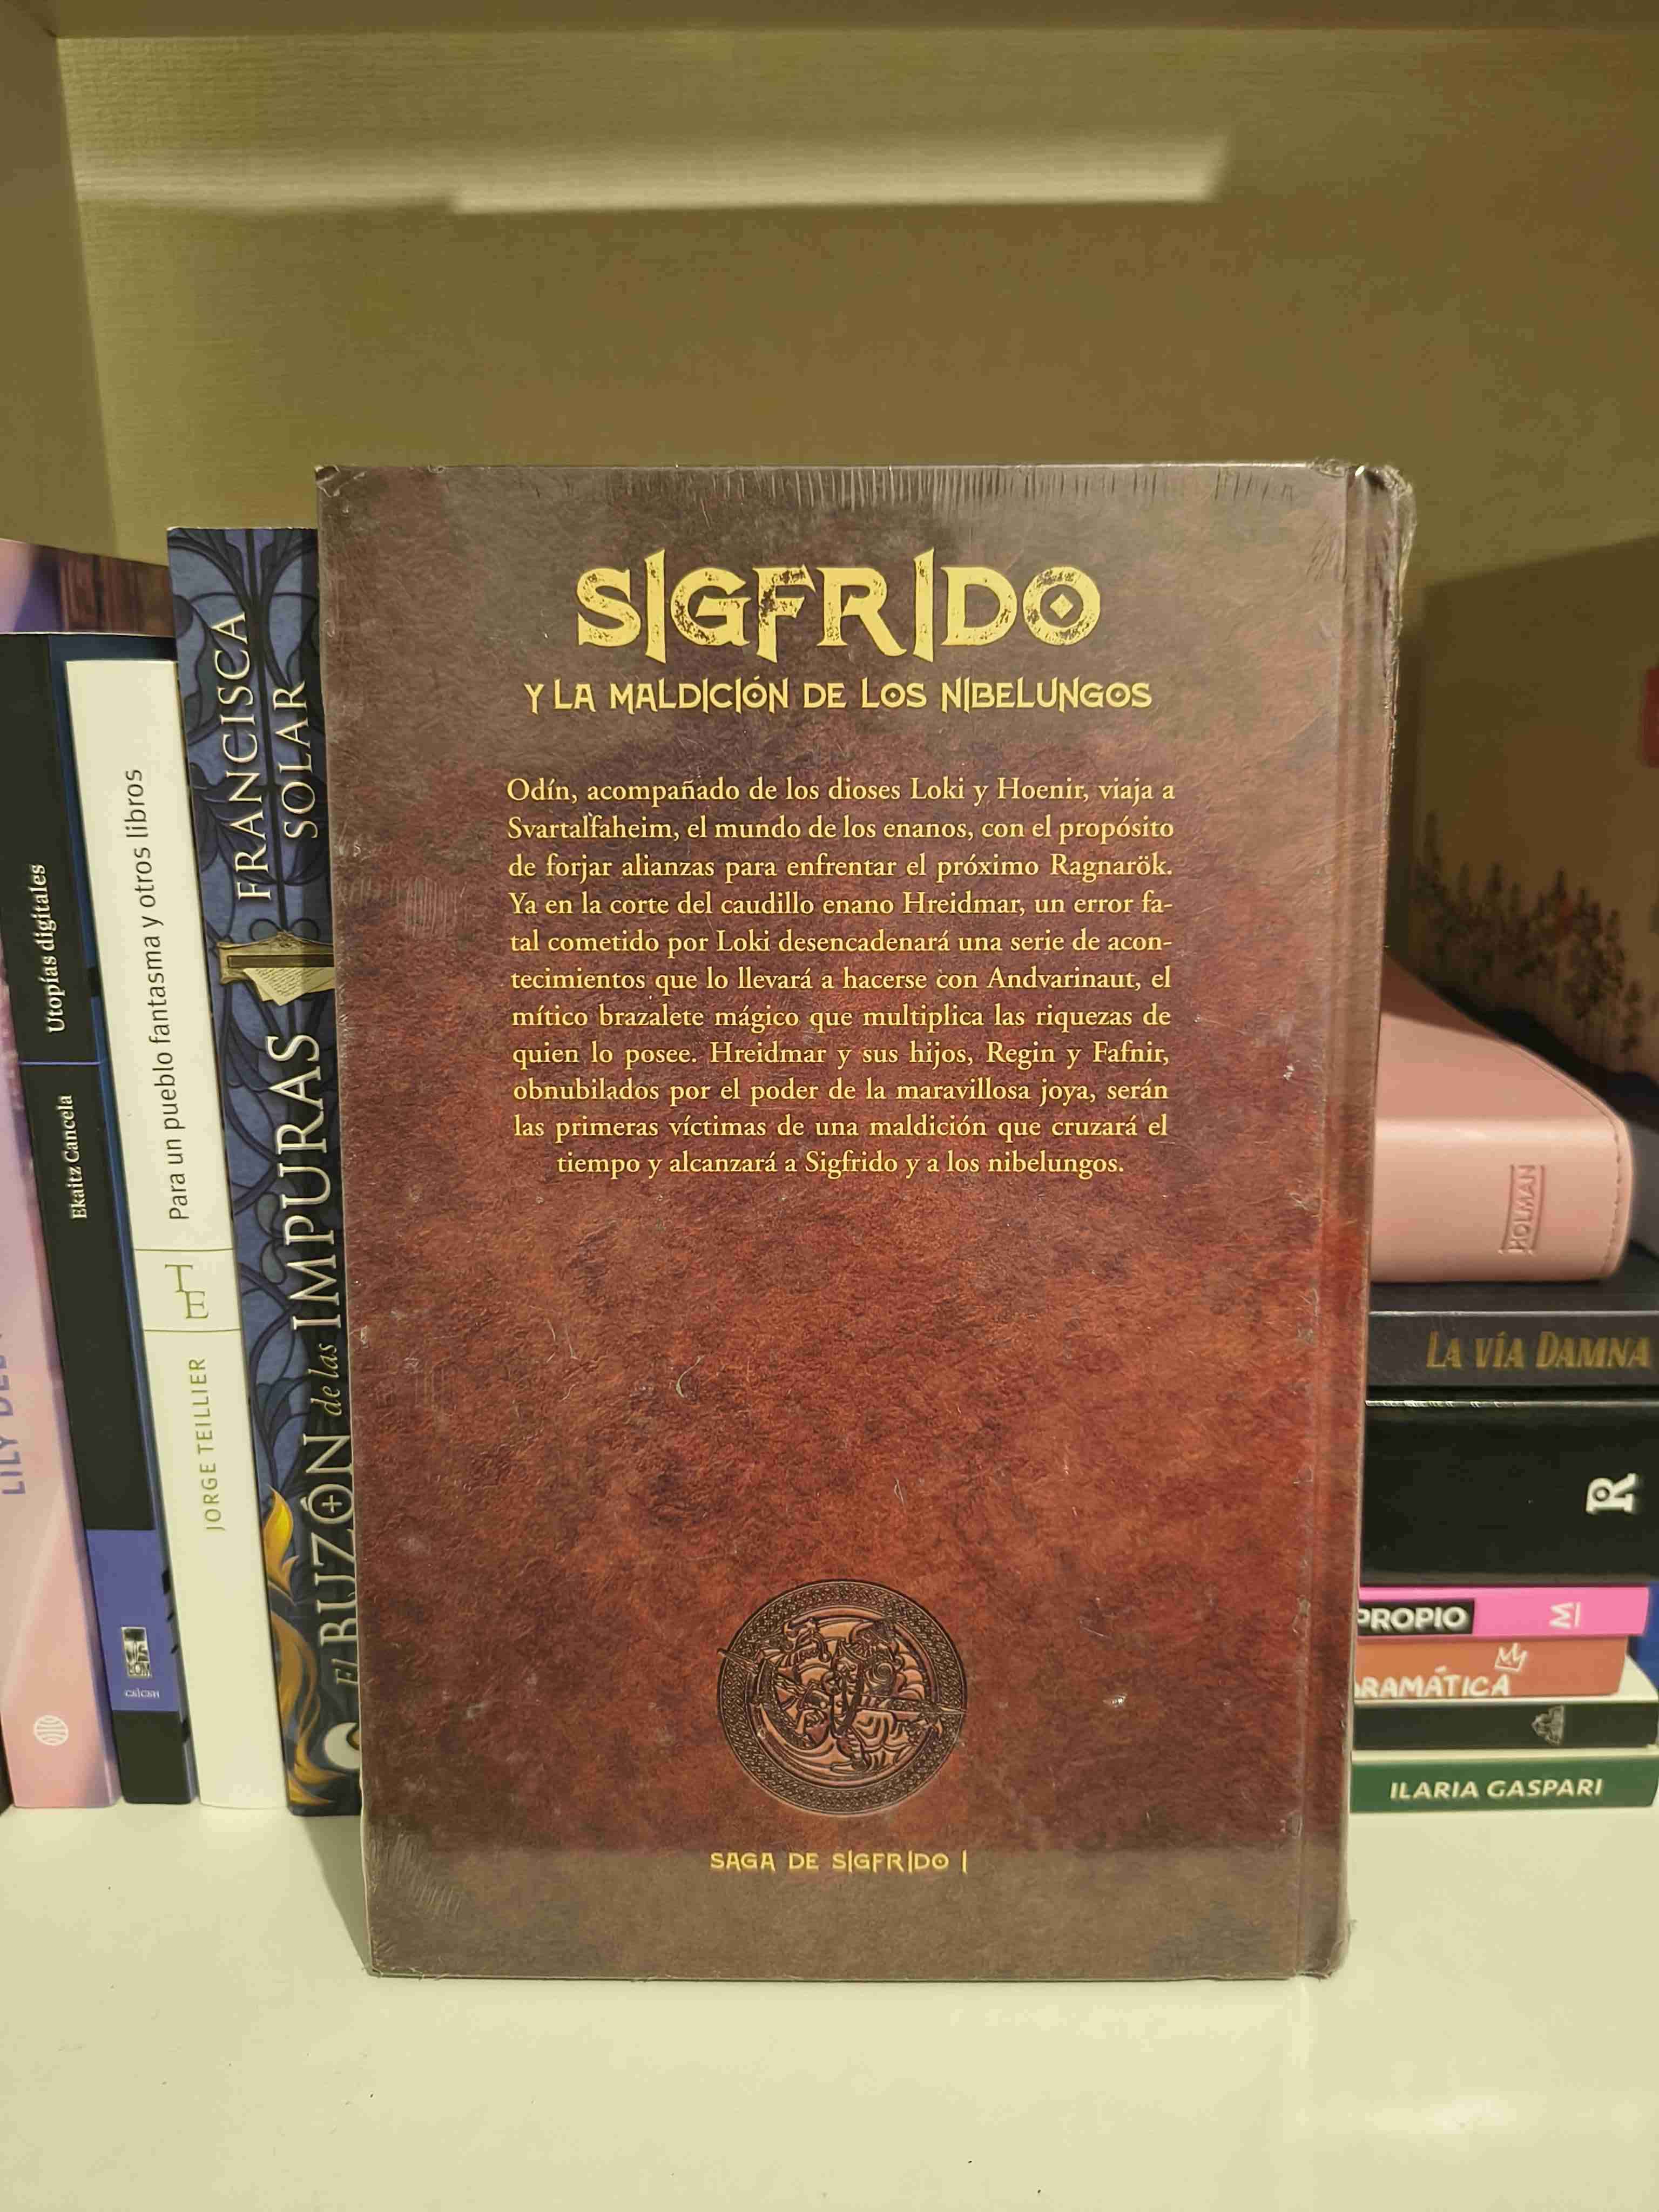 SIGFRIDO
Y LA MALDICIÓN DE LOS NIBELUNGOS
Odín, acompañado de los dioses Loki y Hoenir, viaja a
Svartalfaheim, el mundo de los enanos, con el propósito
de forjar alianzas para enfrentar el próximo Ragnarök.
Ya en la corte del caudillo enano Hreidmar, un error fa-
tal cometido por Loki desencadenará una serie de acon-
tecimientos que lo llevará a hacerse con Andvarinaut, el
mítico brazalete mágico que multiplica las riquezas de
quien lo posee. Hreidmar y sus hijos, Regin y Fafnir,
obnubilados por el poder de la maravillosa joya, serán
las primeras víctimas de una maldición que cruzará el
tiempo y alcanzará a Sigfrido y a los nibelungos.
SAGA DE SIGFRIDO I
LILY
Utopías digitales
Ekaitz Cancela
Para un pueblo fantasma y otros libros
JORGE TEILLIER
FRANCISCA
SOLAR
El BUZÓN de las IMPURAS
HOLMAN
LA VÍA DAMNA
R
PROPIO
RAMÁTICA
ILARIA GASPARI